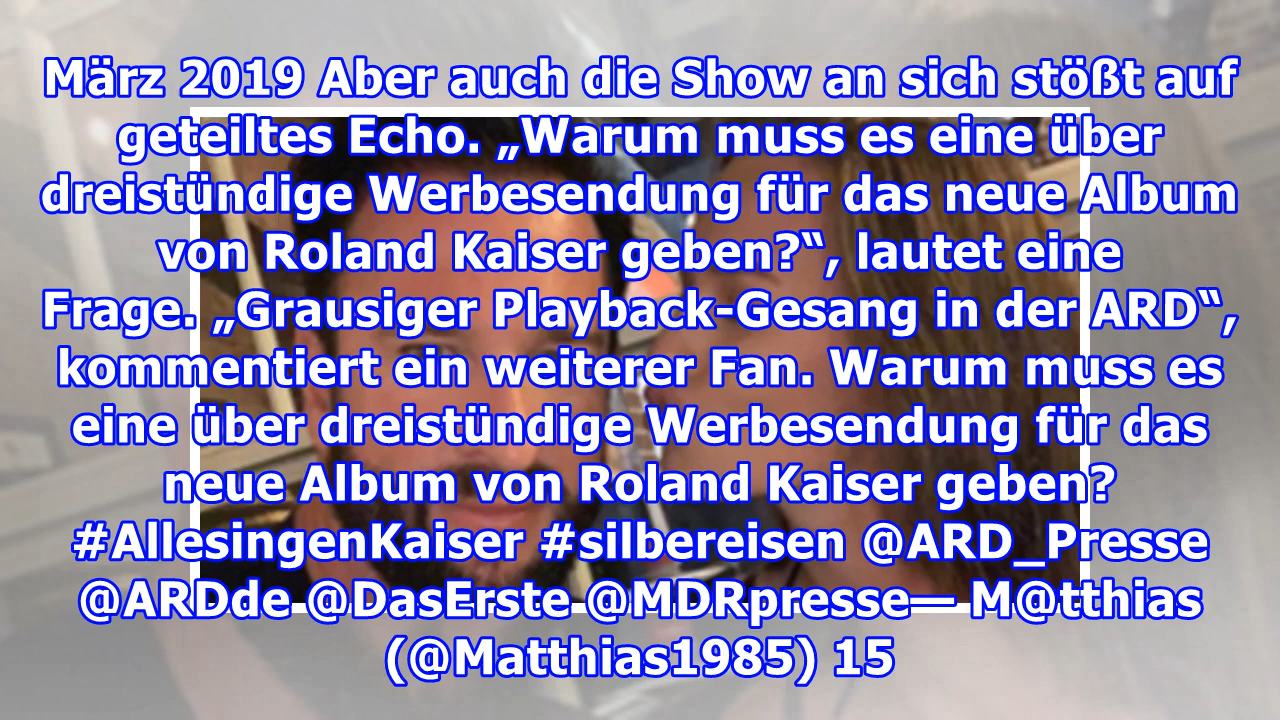 März 2019 Aber auch die Show an sich stößt auf
geteiltes Echo. „Warum muss es eine über
dreistündige Werbesendung für das neue Album
von Roland Kaiser geben?“, lautet eine
Frage. „Grausiger Playback-Gesang in der ARD“,
kommentiert ein weiterer Fan. Warum muss es
eine über dreistündige Werbesendung für das
neue Album von Roland Kaiser geben?
#AllesingenKaiser #silbereisen @ARD_Presse
@ARDde @DasErste @MDRpresse— M@tthias
(@Matthias1985) 15